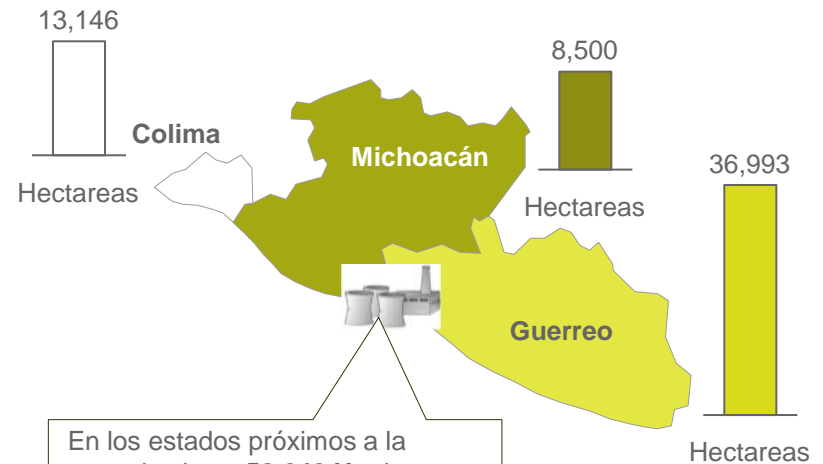 13,146
Hectareas
Colima
Michoacán
8,500
Hectareas
36,993
Hectareas
Guerreo
En los estados próximos a la